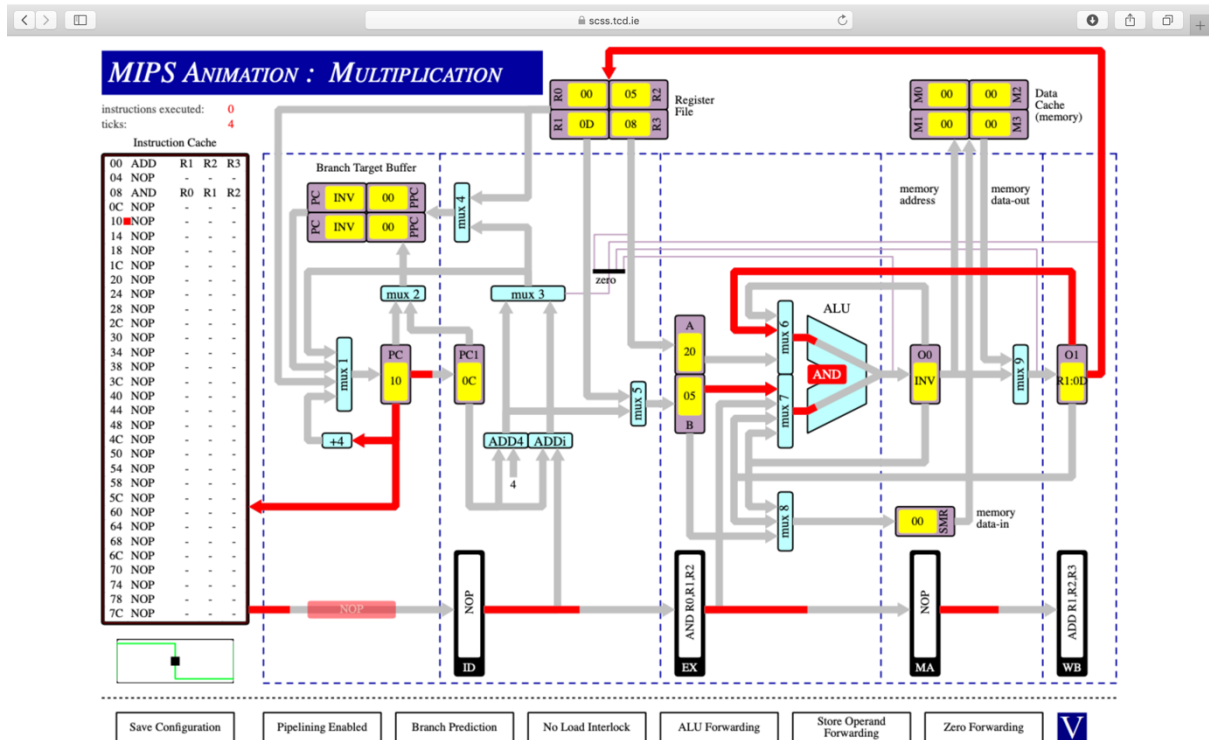 scss.tcd.ie
MIPS ANIMATION : MULTIPLICATION
instructions executed: 0
ticks: 4
Instruction Cache
00 ADD R1 R2 R3
04 NOP - - -
08 AND R0 R1 R2
0C NOP - - -
10 NOP - - -
14 NOP - - -
18 NOP - - -
1C NOP - - -
20 NOP - - -
24 NOP - - -
28 NOP - - -
2C NOP - - -
30 NOP - - -
34 NOP - - -
38 NOP - - -
3C NOP - - -
40 NOP - - -
44 NOP - - -
48 NOP - - -
4C NOP - - -
50 NOP - - -
54 NOP - - -
58 NOP - - -
5C NOP - - -
60 NOP - - -
64 NOP - - -
68 NOP - - -
6C NOP - - -
70 NOP - - -
74 NOP - - -
78 NOP - - -
7C NOP - - -
R0 00 05 R2
R1 0D 08 R3
Register
File
M0 00 00 M2
M1 00 00 M3
Data
Cache
(memory)
Branch Target Buffer
PC INV 00 PPC
PC INV 00 PPC
mux 4
memory
address
memory
data-out
zero
mux 2
mux 3
mux 1
PC
10
PC1
0C
+4
ADD4
ADDi
4
mux 5
A
20
05
B
mux 6
mux 7
ALU
AND
O0
INV
mux 9
O1
R1:0D
mux 8
00 SMR
memory
data-in
NOP
NOP
ID
AND R0,R1,R2
EX
NOP
MA
ADD R1,R2,R3
WB
Save Configuration
Pipelining Enabled
Branch Prediction
No Load Interlock
ALU Forwarding
Store Operand
Forwarding
Zero Forwarding
V